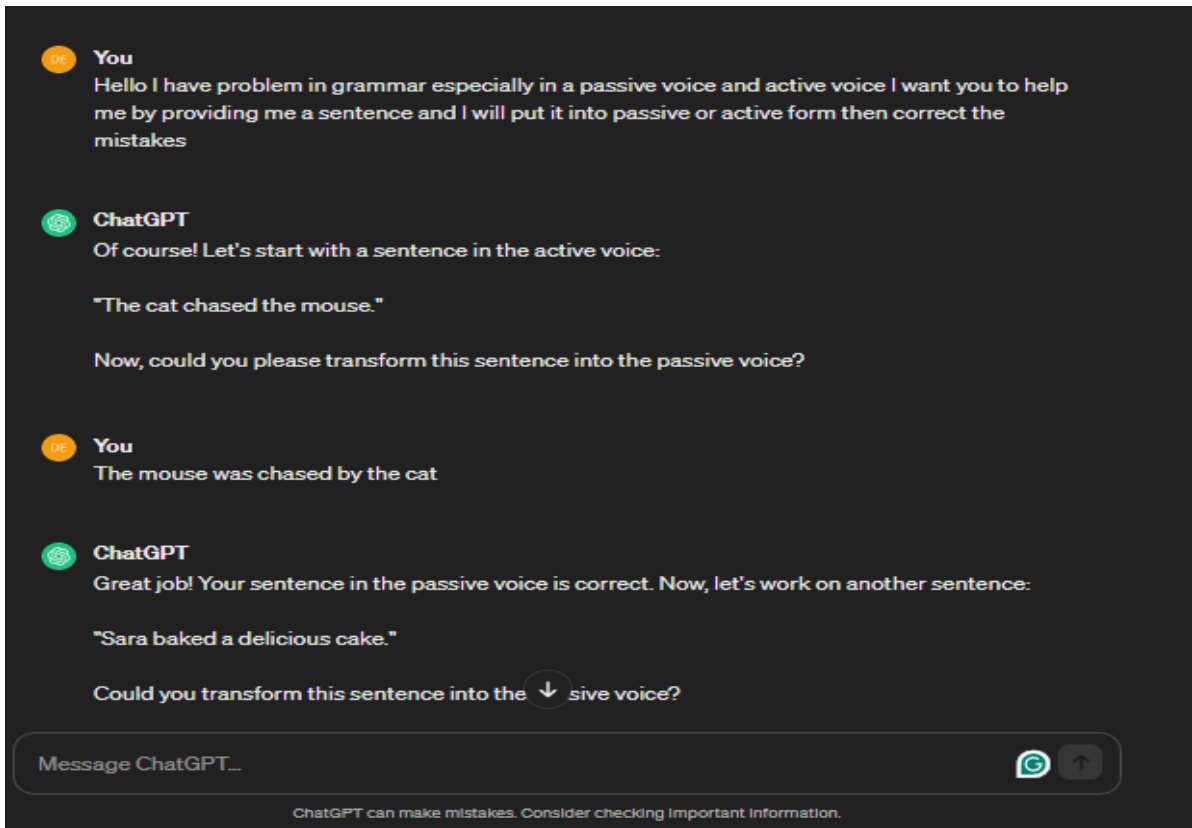 DE
You
Hello I have problem in grammar especially in a passive voice and active voice I want you to help
me by providing me a sentence and I will put it into passive or active form then correct the
mistakes
ChatGPT
Of course! Let's start with a sentence in the active voice:
"The cat chased the mouse."
Now, could you please transform this sentence into the passive voice?
DE
You
The mouse was chased by the cat
ChatGPT
Great job! Your sentence in the passive voice is correct. Now, let's work on another sentence:
"Sara baked a delicious cake."
Could you transform this sentence into the sive voice?
Message ChatGPT...
ChatGPT can make mistakes. Consider checking important information.